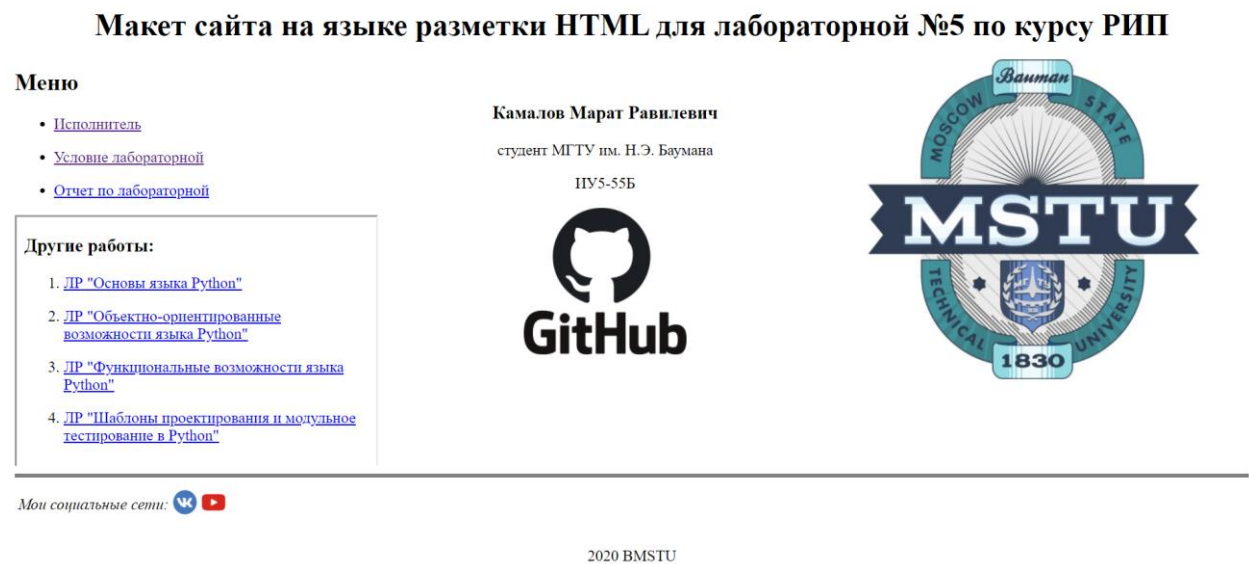 Макет сайта на языке разметки HTML для лабораторной №5 по курсу РИП
Меню
• Исполнитель
• Условие лабораторной
• Отчет по лабораторной
Другие работы:
1. ЛР "Основы языка Python"
2. ЛР "Объектно-ориентированные
возможности языка Python"
3. ЛР "Функциональные возможности языка
Python"
4. ЛР "Шаблоны проектирования и модульное
тестирование в Python"
Камалов Марат Равилевич
студент МГТУ им. Н.Э. Баумана
ИУ5-55Б
GitHub
Bauman
MOSCOW STATE
MSTU
TECHNICAL UNIVERSITY
1830
Мои социальные сети:
2020 BMSTU